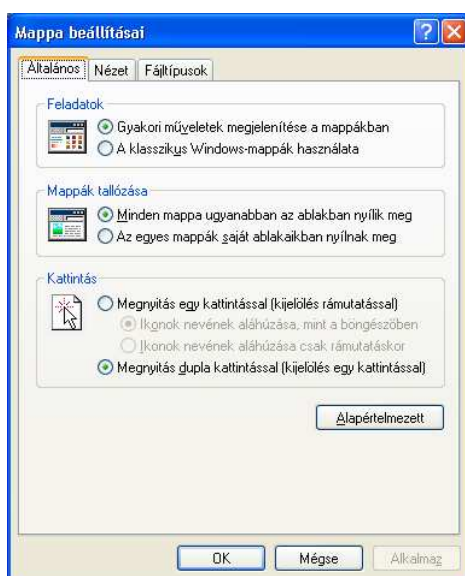 Mappa beállításai
Általános Nézet Fájltípusok
Feladatok
Gyakori műveletek megjelenítése a mappákban
A klasszikus Windows-mappák használata
Mappák tallózása
Minden mappa ugyanabban az ablakban nyílik meg
Az egyes mappák saját ablakaikban nyílnak meg
Kattintás
Megnyitás egy kattintással (kijelölés rámutatással)
Ikonok nevének aláhúzása, mint a böngészőben
Ikonok nevének aláhúzása csak rámutatáskor
Megnyitás dupla kattintással (kijelölés egy kattintással)
Alapértelmezett
OK Mégse Alkalmaz